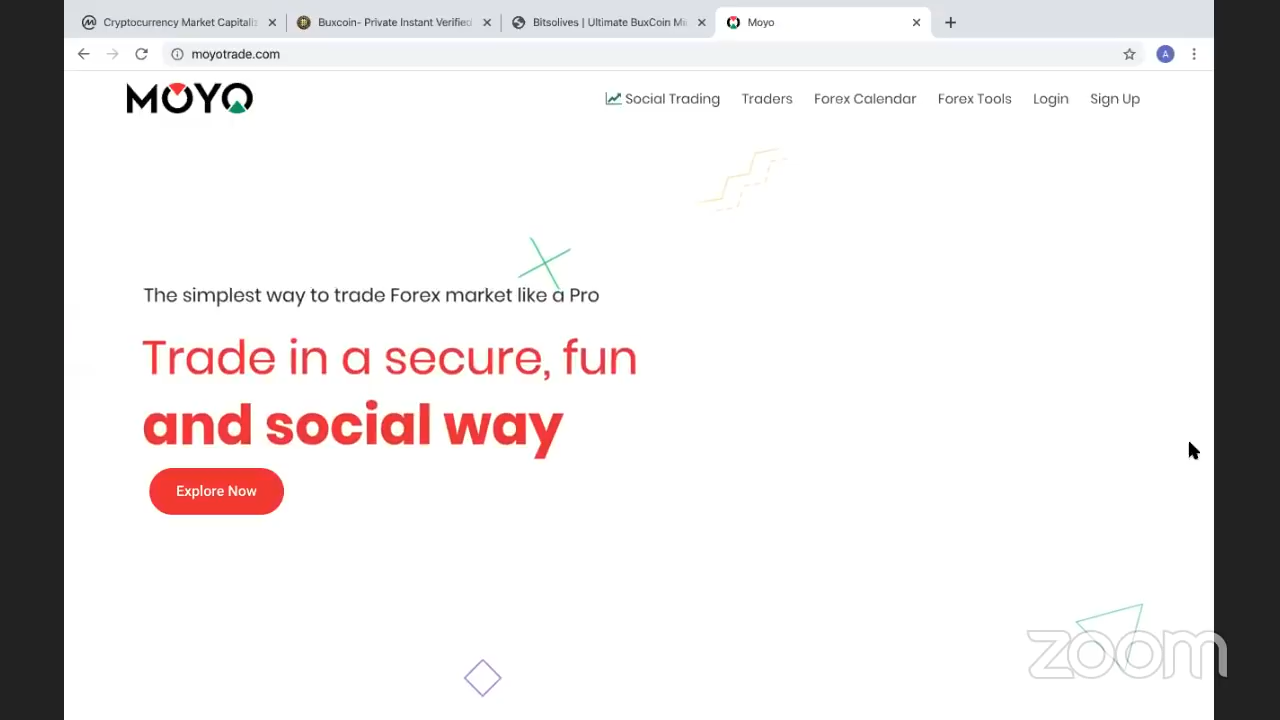 Cryptocurrency Market Capitaliz
Buxcoin- Private Instant Verified
Bitsolives | Ultimate BuxCoin Mi
Moyo
moyotrade.com
A
MOYO
Social Trading
Traders
Forex Calendar
Forex Tools
Login
Sign Up
The simplest way to trade Forex market like a Pro
Trade in a secure, fun
and social way
Explore Now
zoom